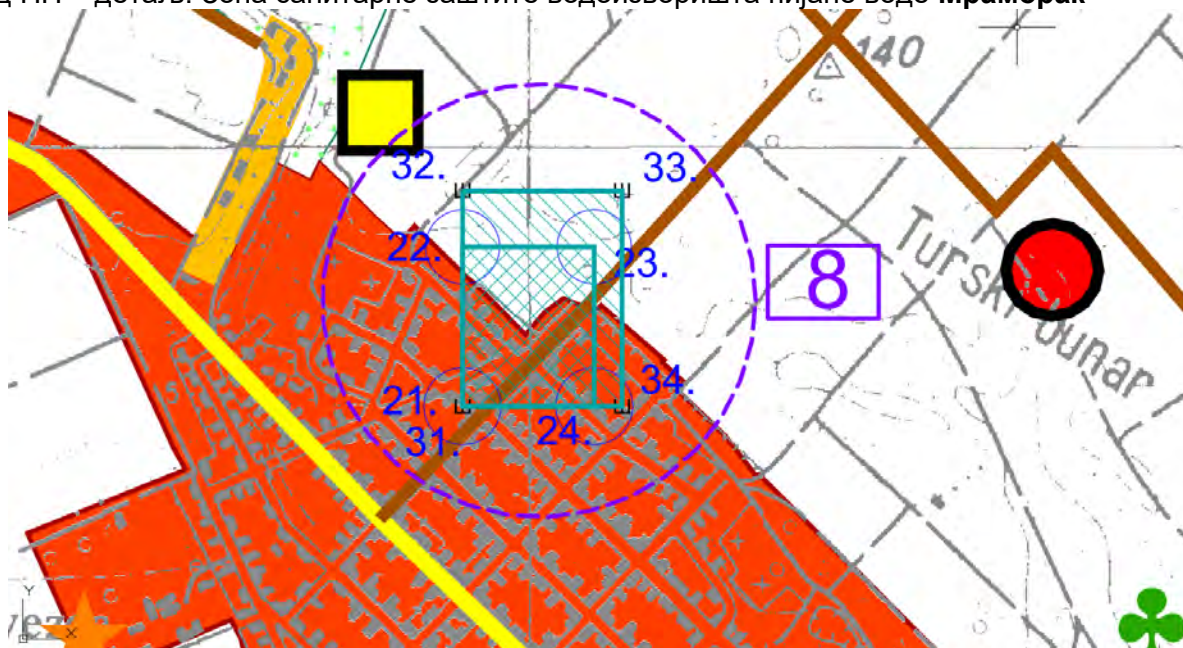 зона санитарне заштите водоизворишта пијаће воде Мраморак
140
32.
33.
22.
23.
8
Turski bunar
21.
34.
31.
24.
Y
X